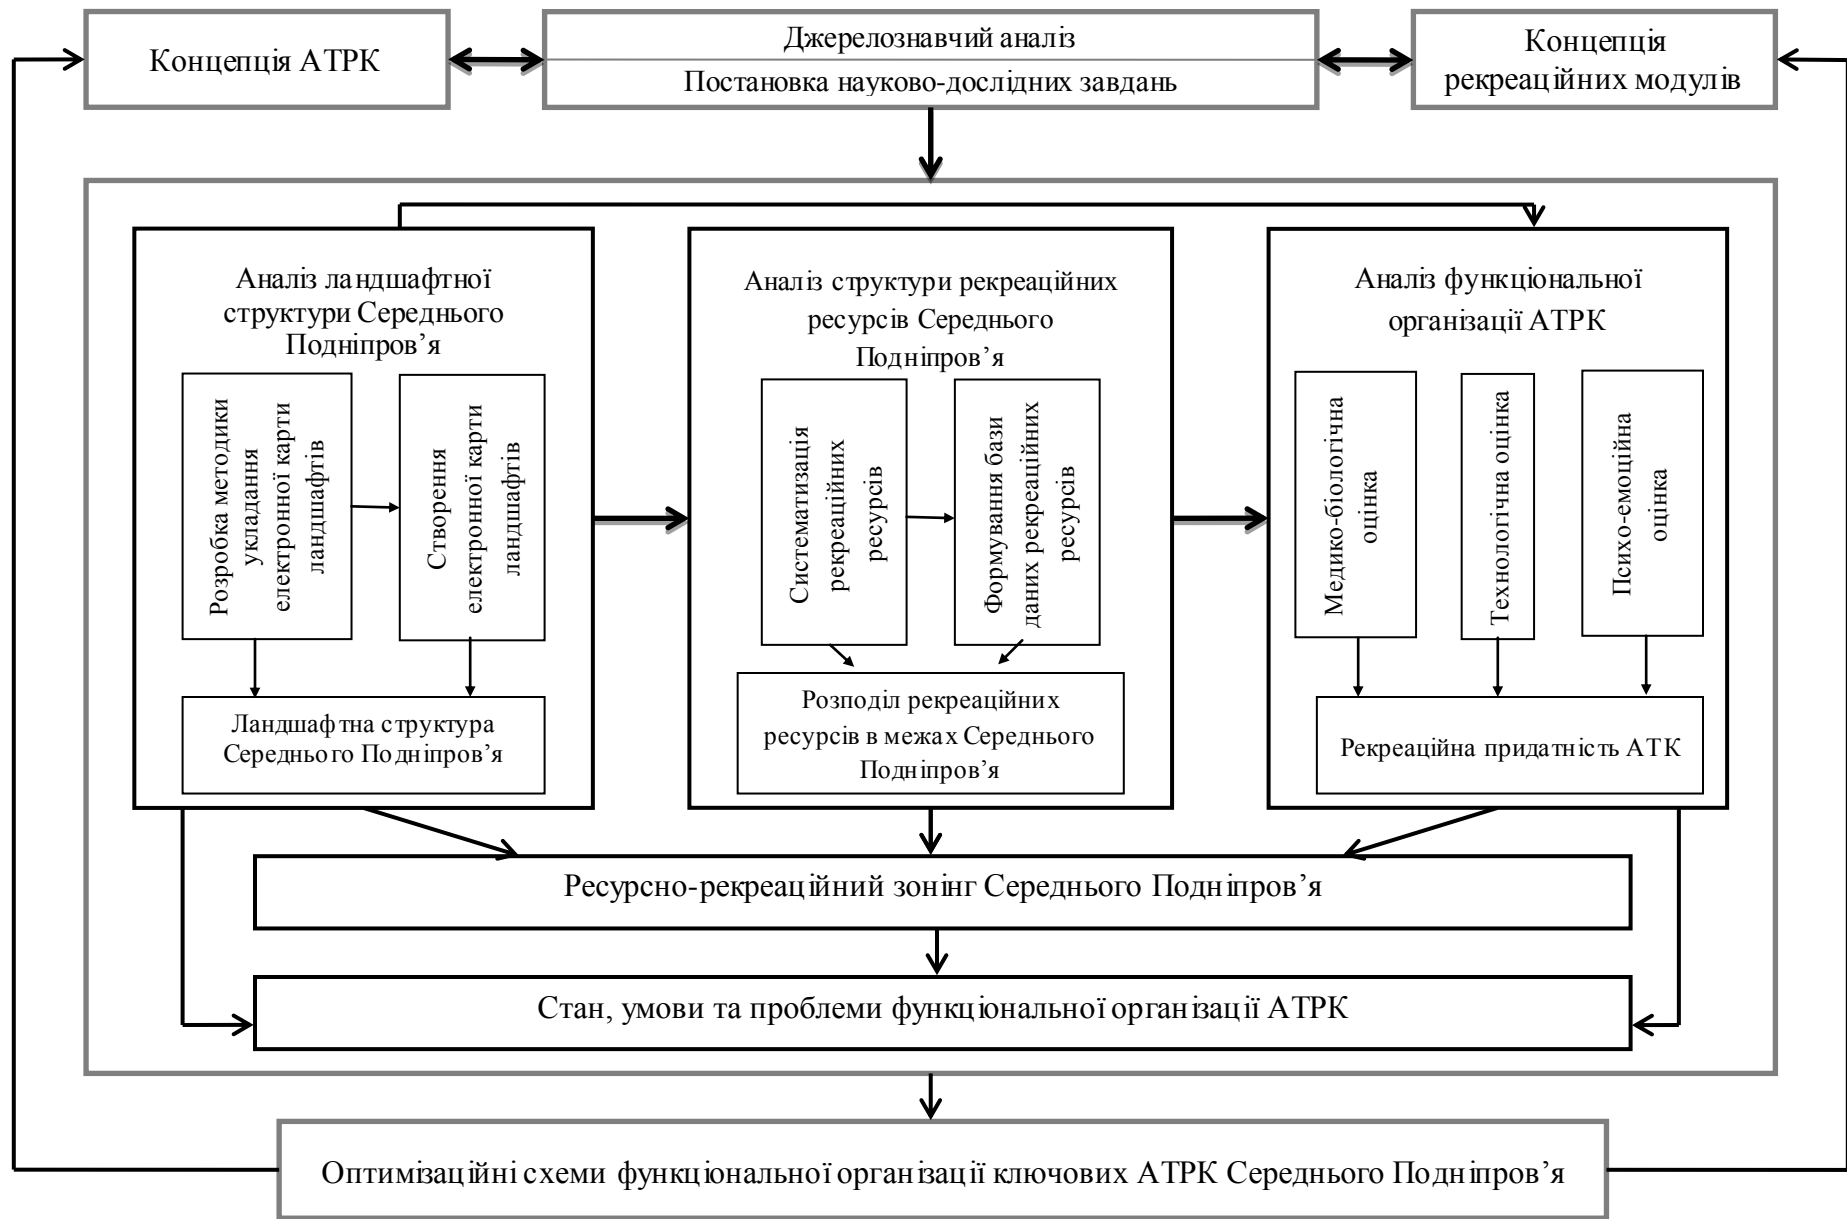 Концепція АТРК
Джерелознавчий аналіз
Постановка науково-дослідних завдань
Концепція
рекреаційних модулів
Аналіз ландшафтної
структури Середнього
Подніпров’я
Розробка методики
укладання
електронної карти
ландшафтів
Створення
електронної карти
ландшафтів
Ландшафтна структура
Середнього Подніпров’я
Аналіз структури рекреаційних
ресурсів Середнього
Подніпров’я
Систематизація
рекреаційних
ресурсів
Формування бази
даних рекреаційних
ресурсів
Розподіл рекреаційних
ресурсів в межах Середнього
Подніпров’я
Аналіз функціональної
організації АТРК
Медико-біологічна
оцінка
Технологічна оцінка
Психо-емоційна
оцінка
Рекреаційна придатність АТК
Ресурсно-рекреаційний зонінг Середнього Подніпров’я
Стан, умови та проблеми функціональної організації АТРК
Оптимізаційні схеми функціональної організації ключових АТРК Середнього Подніпров’я